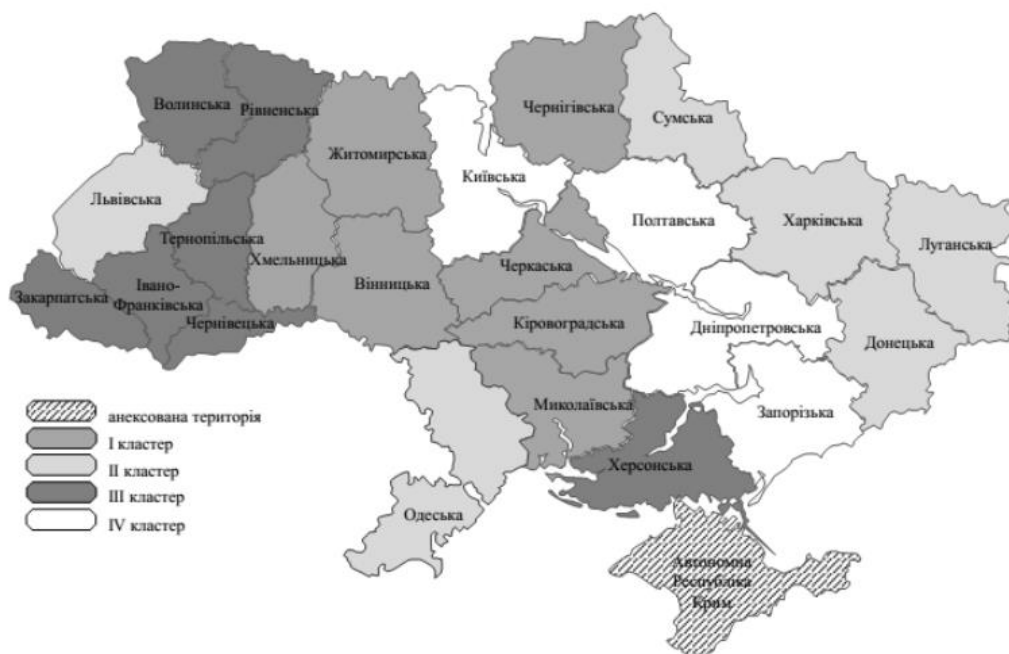 Волинська
Рівненська
Чернігівська
Сумська
Житомирська
Київська
Львівська
Полтавська
Харківська
Луганська
Тернопільська
Хмельницька
Вінницька
Черкаська
Закарпатська
Івано-
Франківська
Чернівецька
Кіровоградська
Дніпропетровська
Донецька
Миколаївська
Запорізька
Херсонська
Одеська
Автономна
Республіка
Крим
анексована територія
І кластер
ІІ кластер
ІІІ кластер
IV кластер